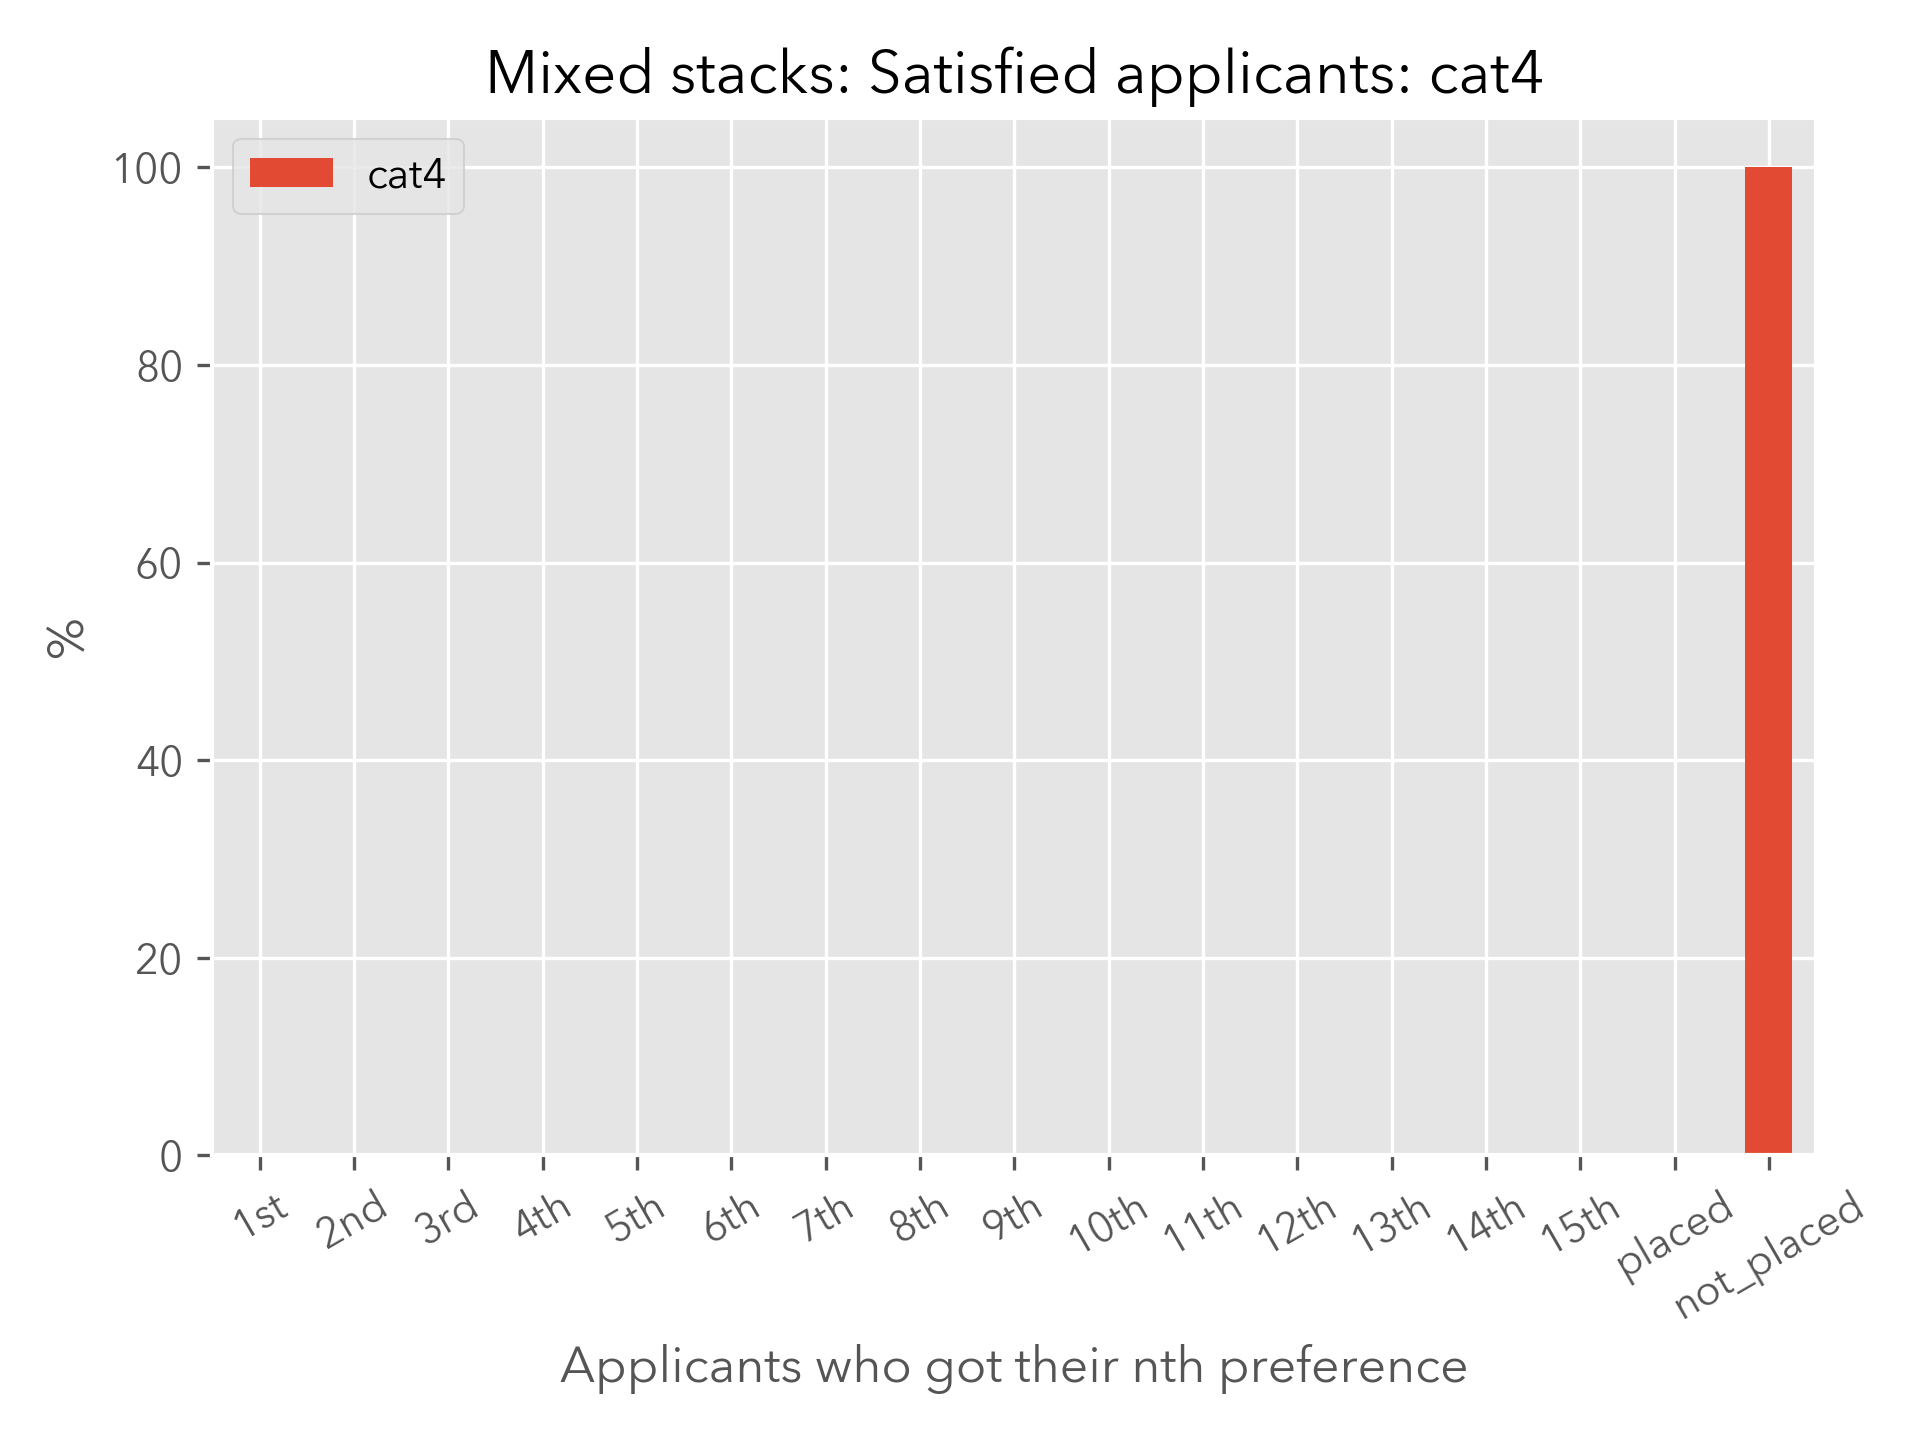 Mixed stacks: Satisfied applicants: cat4
cat4
100
80
60
40
20
0
%
1st 2nd 3rd 4th 5th 6th 7th 8th 9th 10th 11th 12th 13th 14th 15th placed not_placed
Applicants who got their nth preference